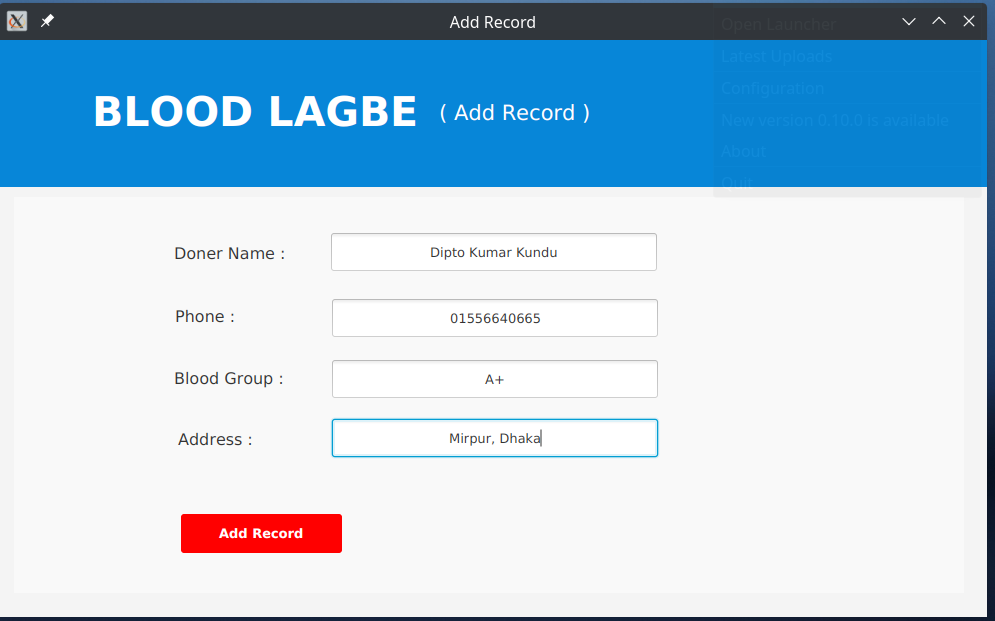 Add Record
Open Launcher
Latest Uploads
Configuration
New version 0.10.0 is available
About
Quit
BLOOD LAGBE ( Add Record )
Doner Name : Dipto Kumar Kundu
Phone : 01556640665
Blood Group : A+
Address : Mirpur, Dhaka
Add Record